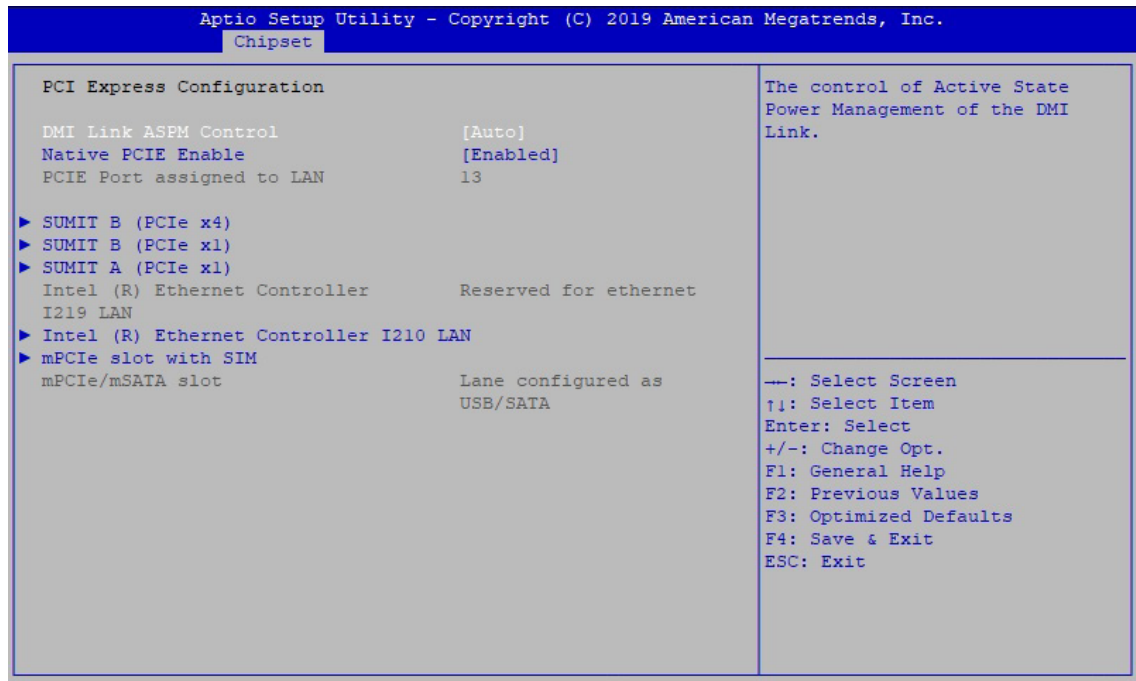 Aptio Setup Utility - Copyright (C) 2019 American Megatrends, Inc.
Chipset
PCI Express Configuration
DMI Link ASPM Control [Auto]
Native PCIE Enable [Enabled]
PCIE Port assigned to LAN 13
► SUMIT B (PCIe x4)
► SUMIT B (PCIe x1)
► SUMIT A (PCIe x1)
Intel (R) Ethernet Controller Reserved for ethernet
I219 LAN
► Intel (R) Ethernet Controller I210 LAN
► mPCIe slot with SIM
mPCIe/mSATA slot Lane configured as
USB/SATA
The control of Active State
Power Management of the DMI
Link.
→←: Select Screen
↑↓: Select Item
Enter: Select
+/-: Change Opt.
F1: General Help
F2: Previous Values
F3: Optimized Defaults
F4: Save & Exit
ESC: Exit